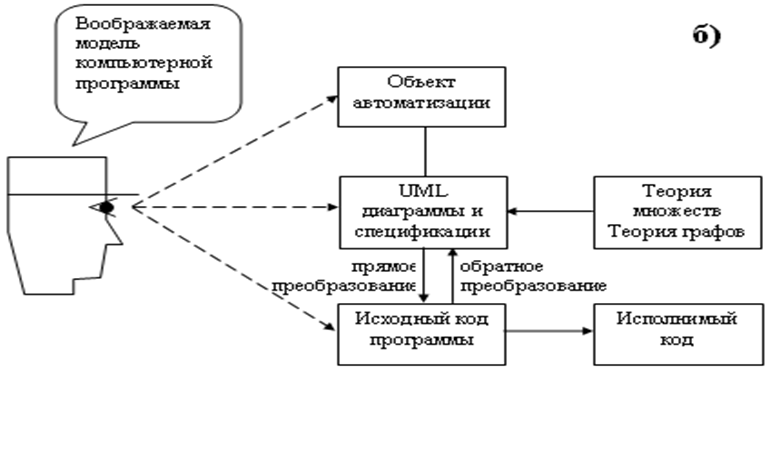 Воображаемая
модель
компьютерной
программы
б)
Объект
автоматизации
UML
диаграммы и
спецификации
Теория
множеств
Теория графов
прямое
преобразование
обратное
преобразование
Исходный код
программы
Исполнимый
код